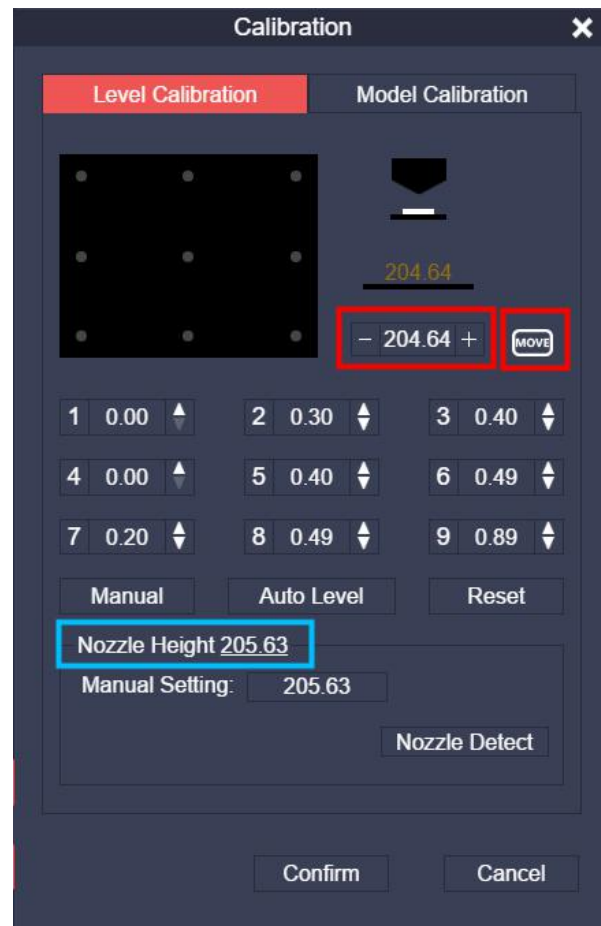 Calibration
Level Calibration Model Calibration
204.64
− 204.64 + MOVE
1 0.00 2 0.30 3 0.40
4 0.00 5 0.40 6 0.49
7 0.20 8 0.49 9 0.89
Manual Auto Level Reset
Nozzle Height 205.63
Manual Setting: 205.63
Nozzle Detect
Confirm Cancel